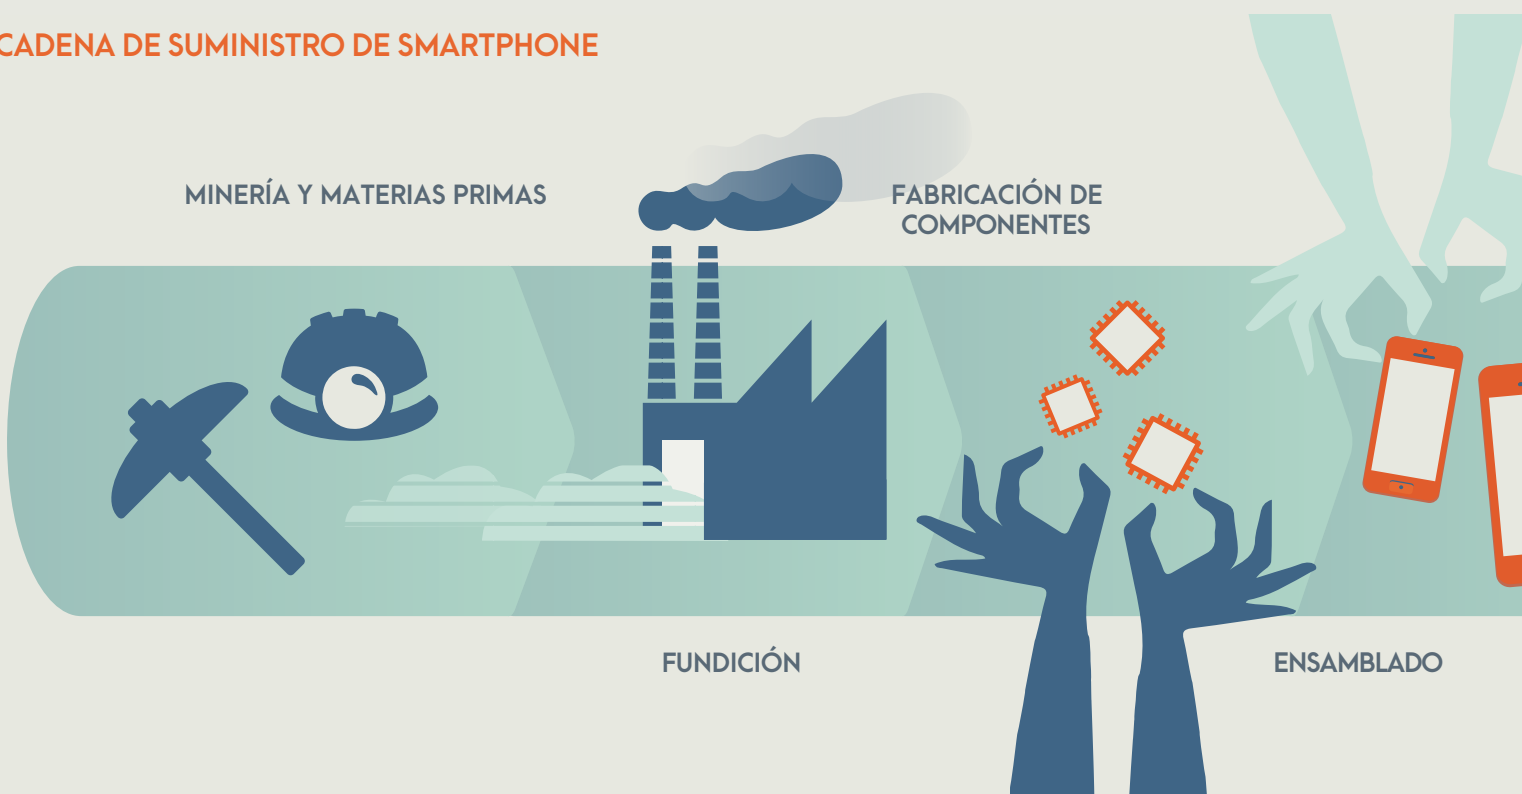 CADENA DE SUMINISTRO DE SMARTPHONE
MINERÍA Y MATERIAS PRIMAS
FABRICACIÓN DE
COMPONENTES
FUNDICIÓN
ENSAMBLADO